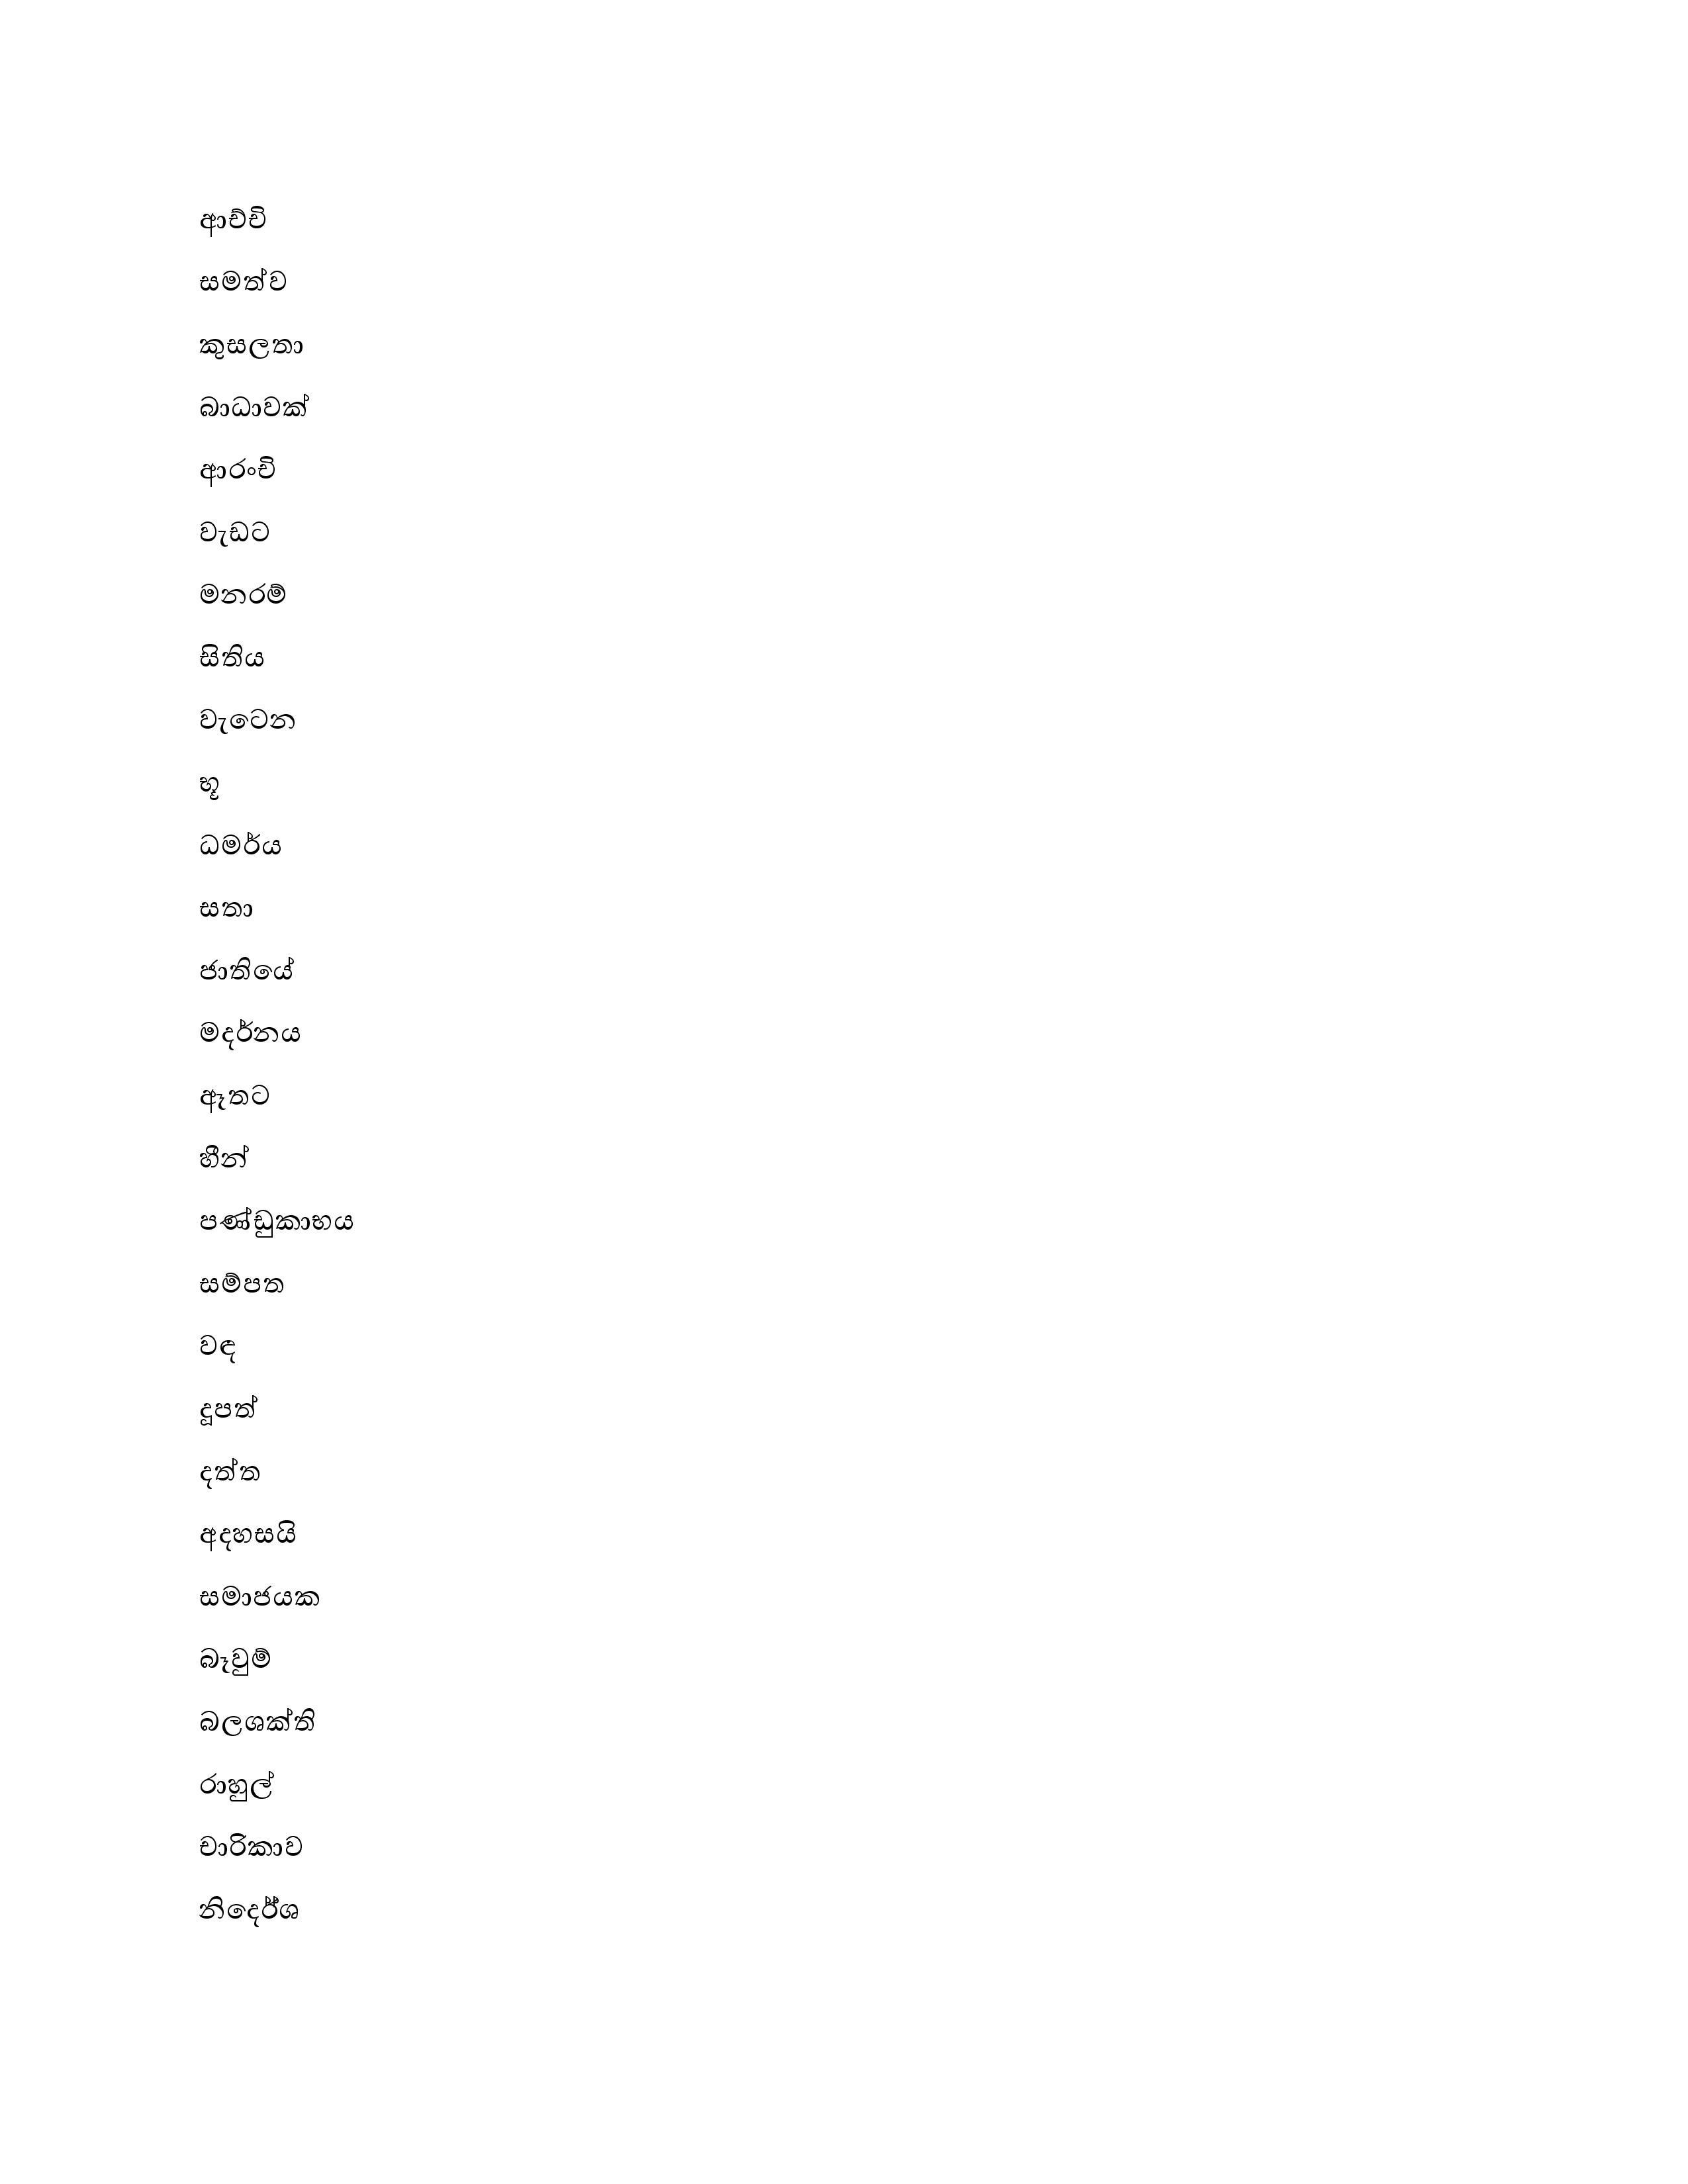 ආච්චි
සමත්ව
කුසලතා
බාධාවක්
ආරංචි
වැඩට
මනරම්
සිතිය
වැටෙන
භූ
ධමර්ය
සතා
ජාතියේ
මදර්නය
ඈතට
හීන්
පණ්ඩුකාභය
සම්පත
වඳ
දූපත්
දත්ත
අදහසයි
සමාජයක
බෑවුම්
බලශක්ති
රාහුල්
චාරිකාව
නිදෙර්ශ